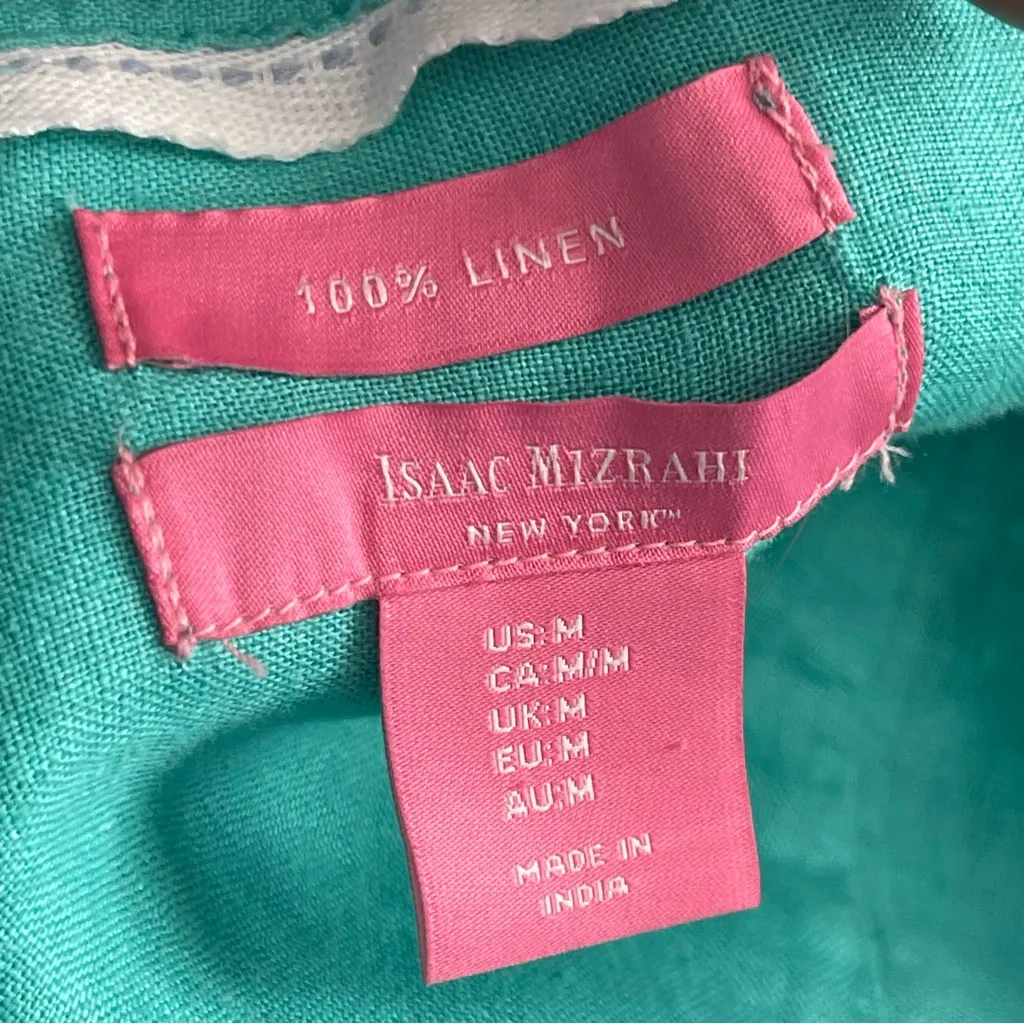 100% LINEN
ISAAC MIZRAHI
NEW YORK™
US: M
CA: M/M
UK: M
EU: M
AU: M
MADE IN
INDIA